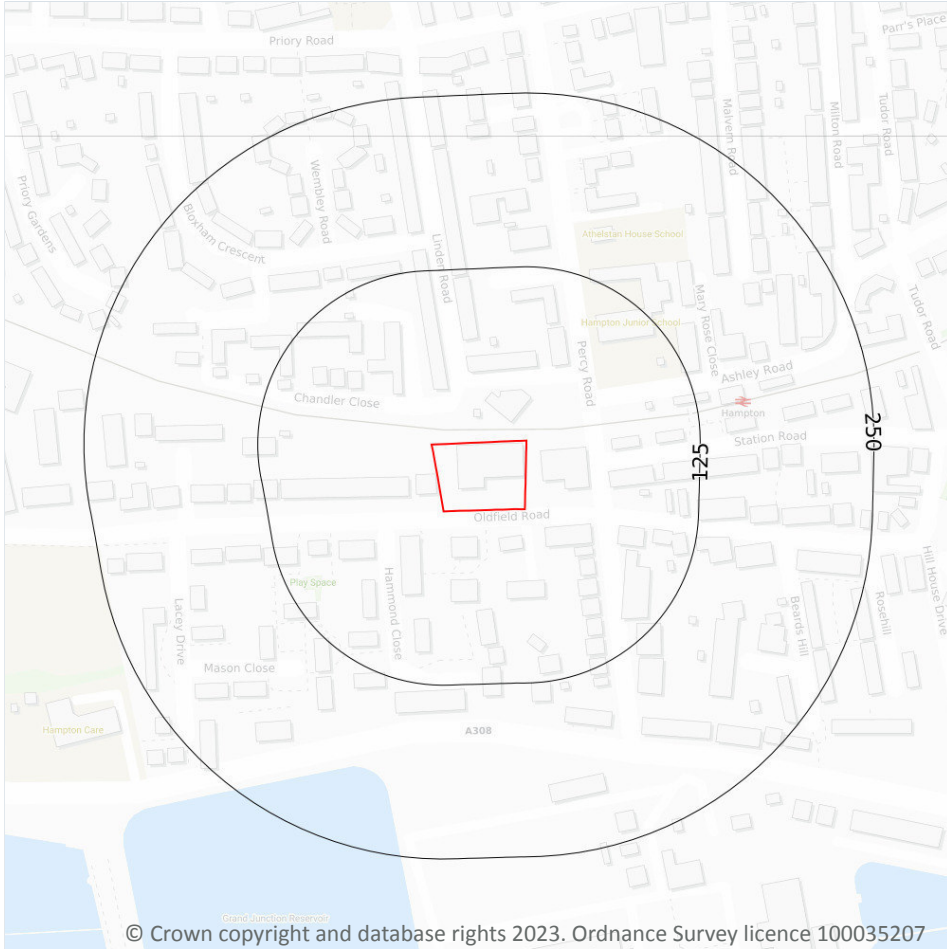 Priory Road
Parr's Place
Malvern Road
Milton Road
Tudor Road
Priory Gardens
Wembley Road
Bloxham Crescent
Linden Road
Athelstan House School
Mary Rose Close
Tudor Road
Hampton Junior School
Percy Road
Ashley Road
Chandler Close
Hampton
Station Road
250
125
Oldfield Road
Play Space
Hammond Close
Lacey Drive
Beards Hill
Rosehill
Hill House Drive
Mason Close
Hampton Care
A308
Grand Junction Reservoir
© Crown copyright and database rights 2023. Ordnance Survey licence 100035207